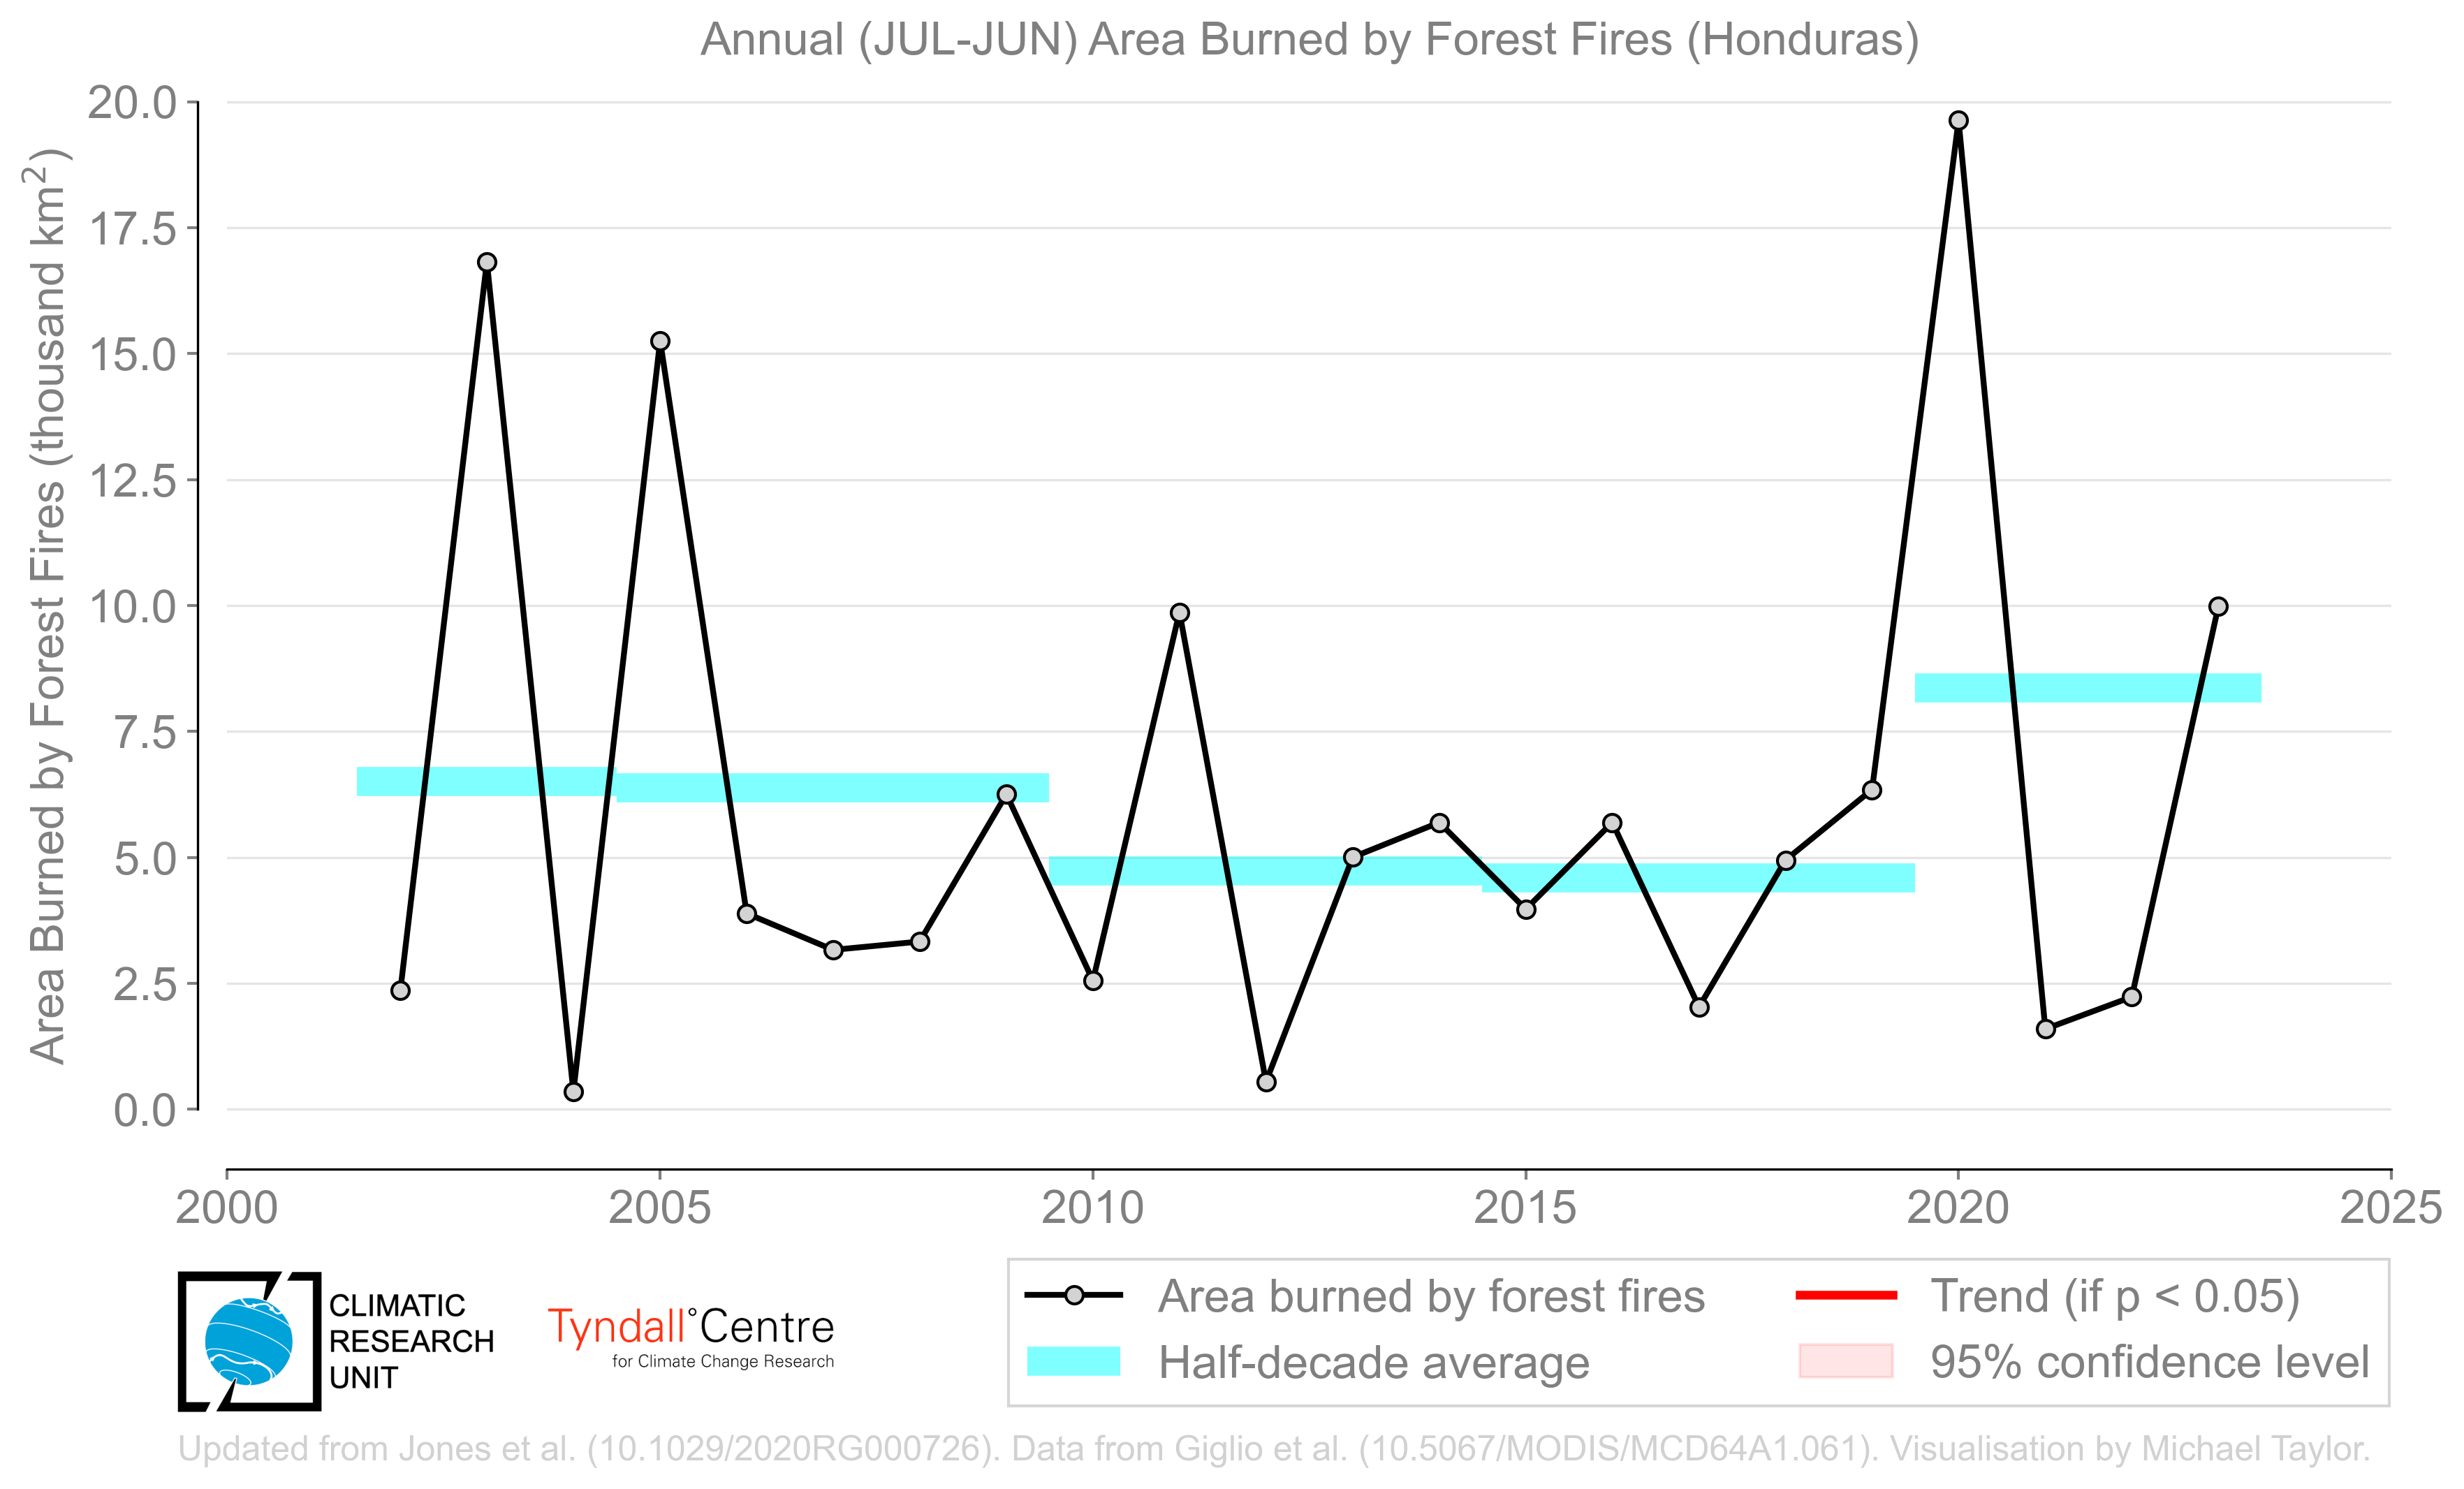 Annual (JUL-JUN) Area Burned by Forest Fires (Honduras)
Area Burned by Forest Fires (thousand km²)
20.0
17.5
15.0
12.5
10.0
7.5
5.0
2.5
0.0
2000 2005 2010 2015 2020 2025
CLIMATIC
RESEARCH
UNIT
Tyndall°Centre
for Climate Change Research
Area burned by forest fires
Half-decade average
Trend (if p < 0.05)
95% confidence level
Updated from Jones et al. (10.1029/2020RG000726). Data from Giglio et al. (10.5067/MODIS/MCD64A1.061). Visualisation by Michael Taylor.